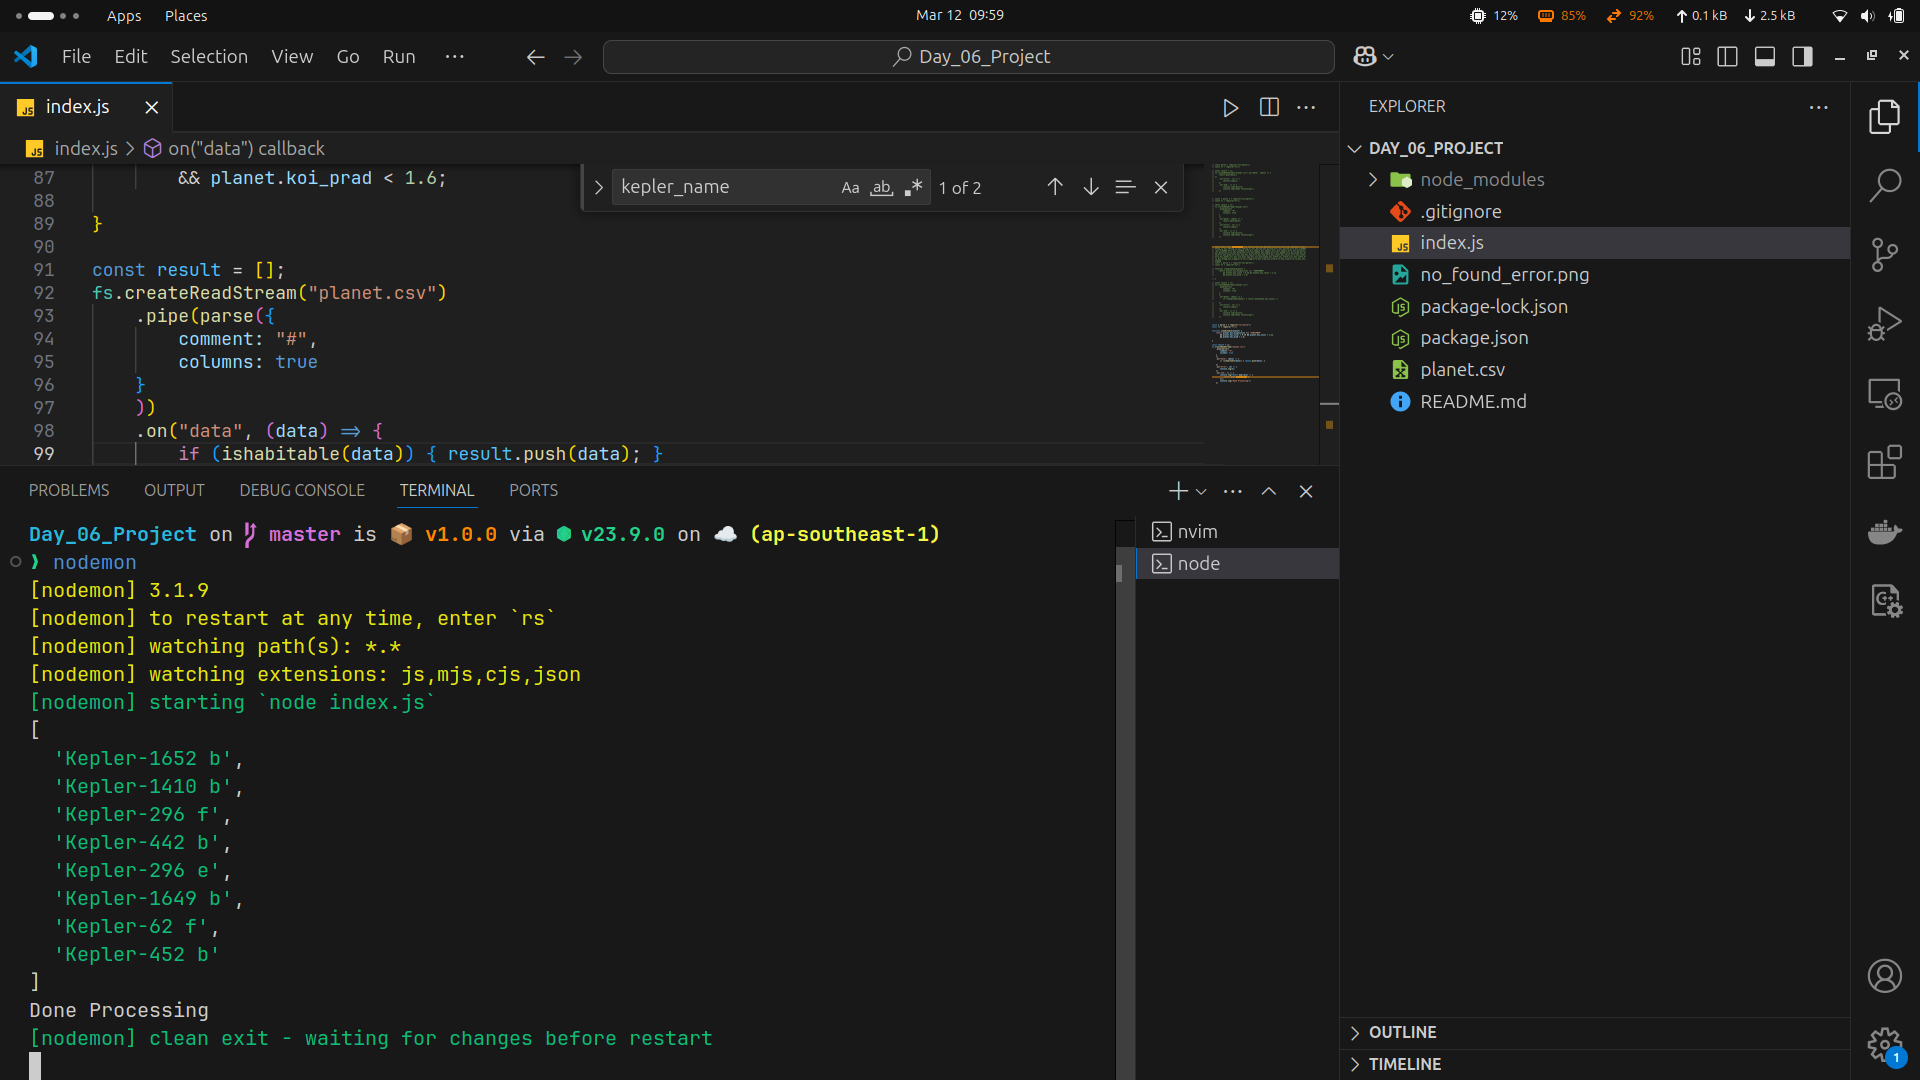 Apps Places Mar 12 09:59 12% 85% 92% 0.1 kB 2.5 kB
File Edit Selection View Go Run ··· Day_06_Project
index.js
index.js > on("data") callback
kepler_name Aa ab 1 of 2
87 && planet.koi_prad < 1.6;
88
89 }
90
91 const result = [];
92 fs.createReadStream("planet.csv")
93 .pipe(parse({
94 comment: "#",
95 columns: true
96 }
97 }))
98 .on("data", (data) => {
99 if (ishabitable(data)) { result.push(data); }
PROBLEMS OUTPUT DEBUG CONSOLE TERMINAL PORTS
Day_06_Project on master is 📦 v1.0.0 via v23.9.0 on ☁️ (ap-southeast-1)
❯ nodemon
[nodemon] 3.1.9
[nodemon] to restart at any time, enter `rs`
[nodemon] watching path(s): *.*
[nodemon] watching extensions: js,mjs,cjs,json
[nodemon] starting `node index.js`
[
'Kepler-1652 b',
'Kepler-1410 b',
'Kepler-296 f',
'Kepler-442 b',
'Kepler-296 e',
'Kepler-1649 b',
'Kepler-62 f',
'Kepler-452 b'
]
Done Processing
[nodemon] clean exit - waiting for changes before restart
nvim
node
EXPLORER
DAY_06_PROJECT
node_modules
.gitignore
index.js
no_found_error.png
package-lock.json
package.json
planet.csv
README.md
OUTLINE
TIMELINE
1